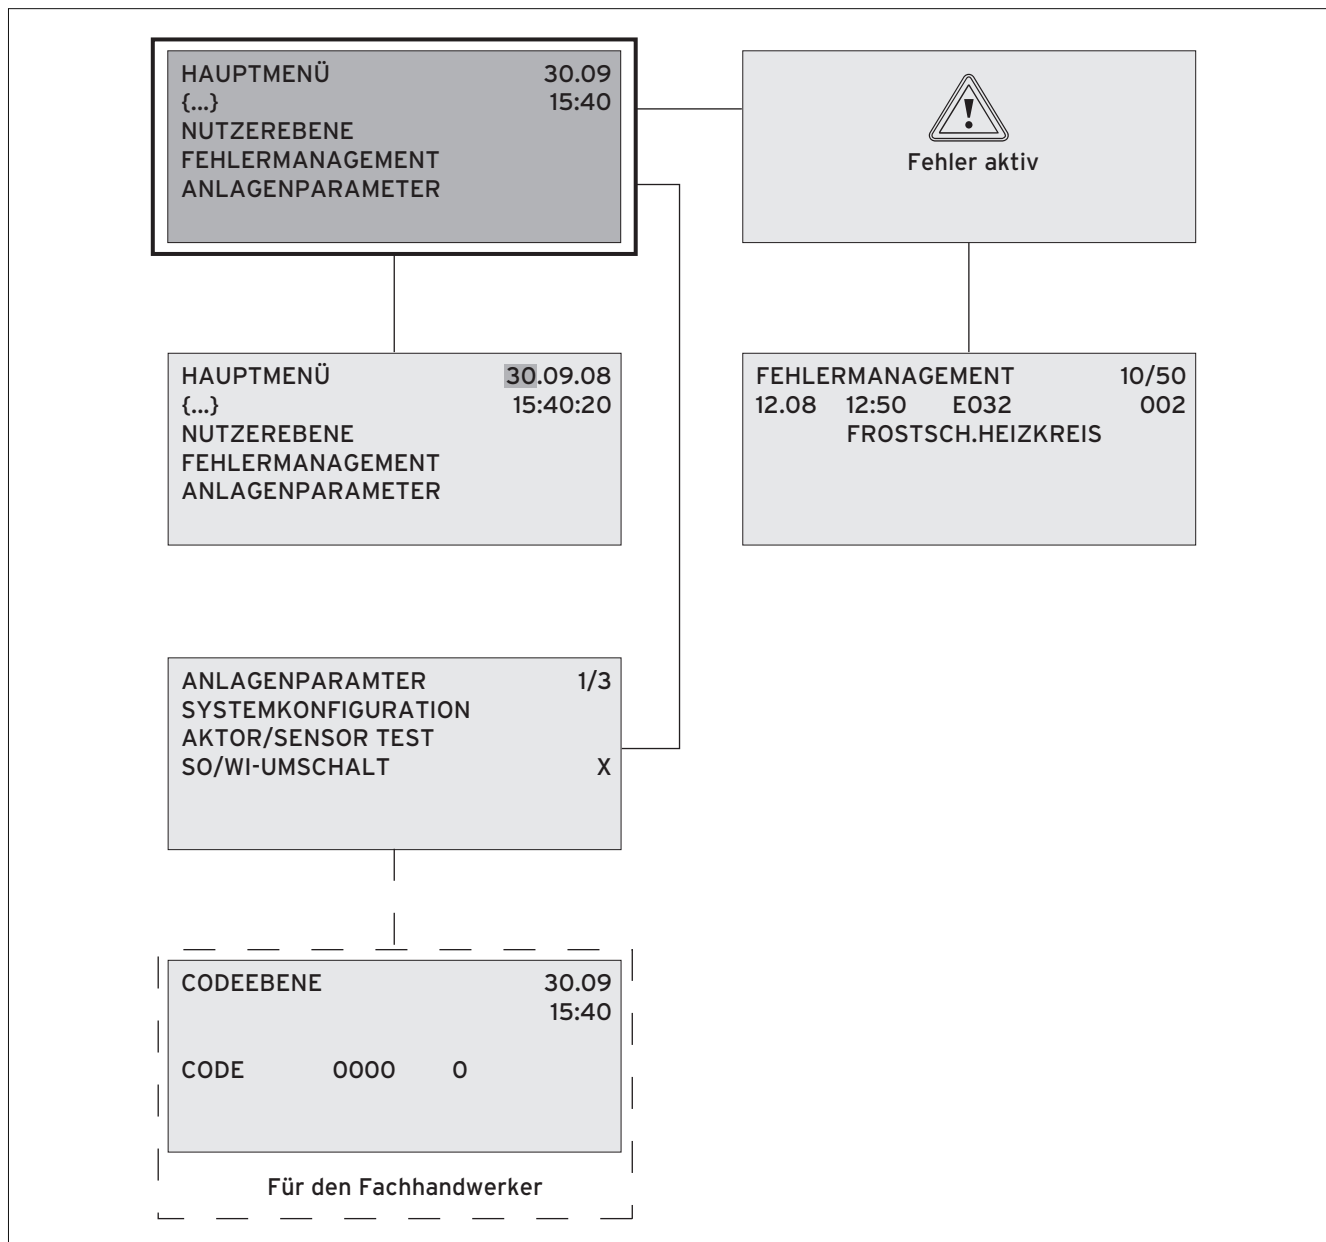 HAUPTMENÜ 30.09
{...} 15:40
NUTZEREBENE
FEHLERMANAGEMENT
ANLAGENPARAMETER
!
Fehler aktiv
HAUPTMENÜ 30.09.08
{...} 15:40:20
NUTZEREBENE
FEHLERMANAGEMENT
ANLAGENPARAMETER
FEHLERMANAGEMENT 10/50
12.08 12:50 E032 002
FROSTSCH.HEIZKREIS
ANLAGENPARAMTER 1/3
SYSTEMKONFIGURATION
AKTOR/SENSOR TEST
SO/WI-UMSCHALT X
CODEEBENE 30.09
15:40
CODE 0000 0
Für den Fachhandwerker